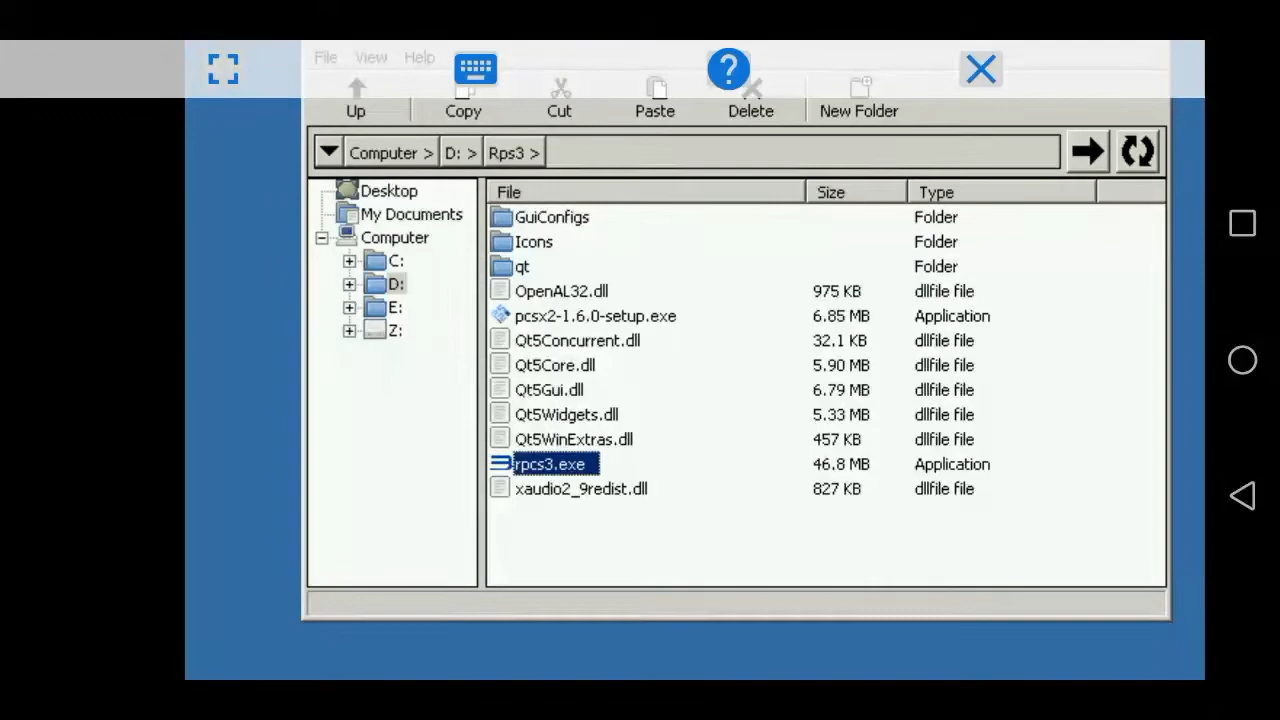 File View Help
?
Up Copy Cut Paste Delete New Folder
Computer > D: > Rps3 >
Desktop
My Documents
Computer
C:
D:
E:
Z:
File Size Type
GuiConfigs Folder
Icons Folder
qt Folder
OpenAL32.dll 975 KB dllfile file
pcsx2-1.6.0-setup.exe 6.85 MB Application
Qt5Concurrent.dll 32.1 KB dllfile file
Qt5Core.dll 5.90 MB dllfile file
Qt5Gui.dll 6.79 MB dllfile file
Qt5Widgets.dll 5.33 MB dllfile file
Qt5WinExtras.dll 457 KB dllfile file
rpcs3.exe 46.8 MB Application
xaudio2_9redist.dll 827 KB dllfile file